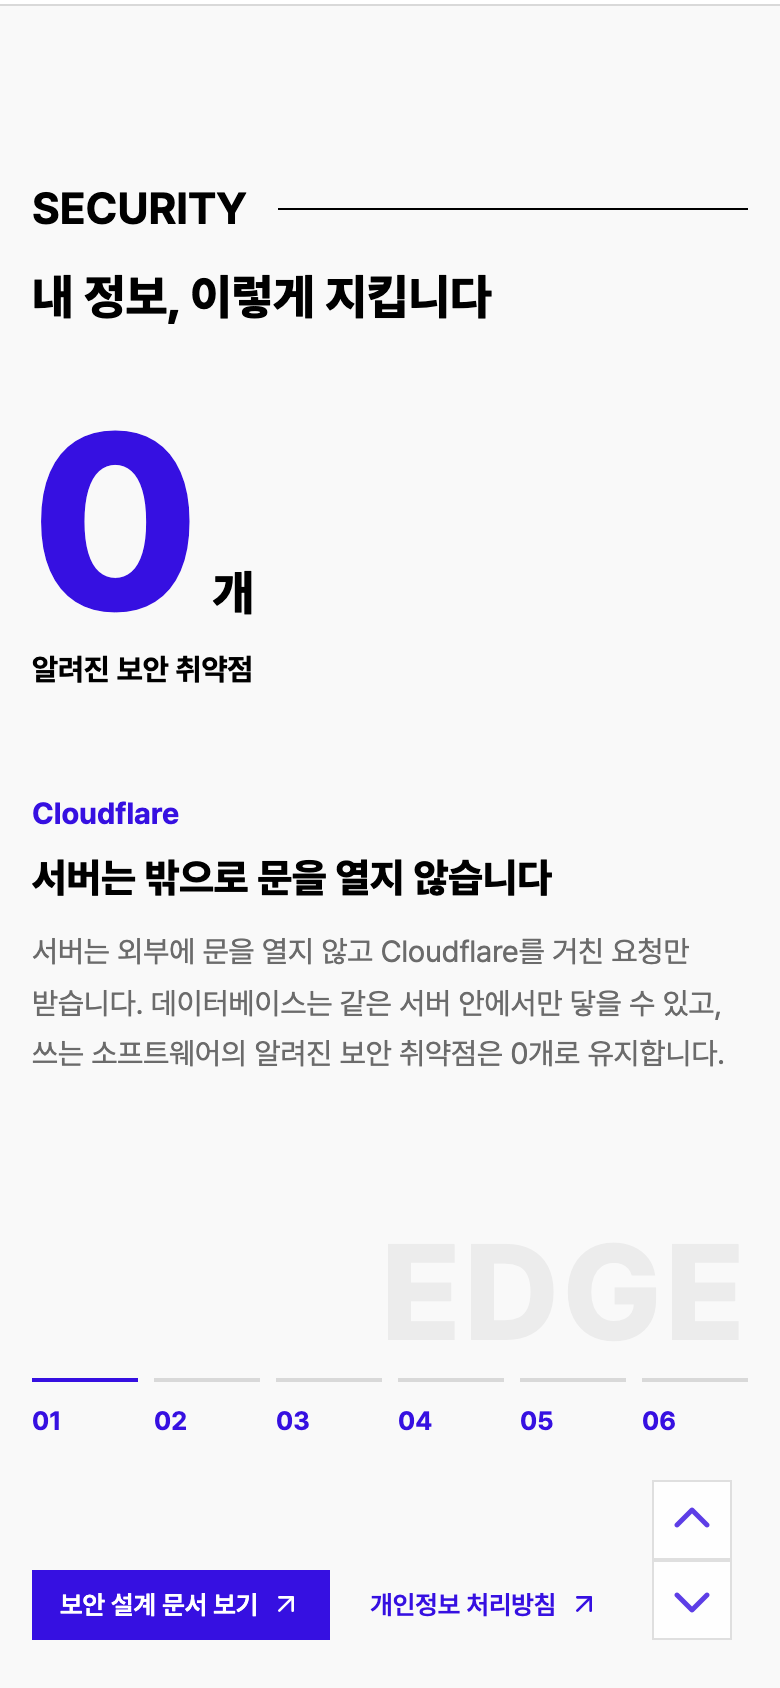 SECURITY
내 정보, 이렇게 지킵니다
0 개
알려진 보안 취약점
Cloudflare
서버는 밖으로 문을 열지 않습니다
서버는 외부에 문을 열지 않고 Cloudflare를 거친 요청만
받습니다. 데이터베이스는 같은 서버 안에서만 닿을 수 있고,
쓰는 소프트웨어의 알려진 보안 취약점은 0개로 유지합니다.
EDGE
01 02 03 04 05 06
보안 설계 문서 보기 개인정보 처리방침